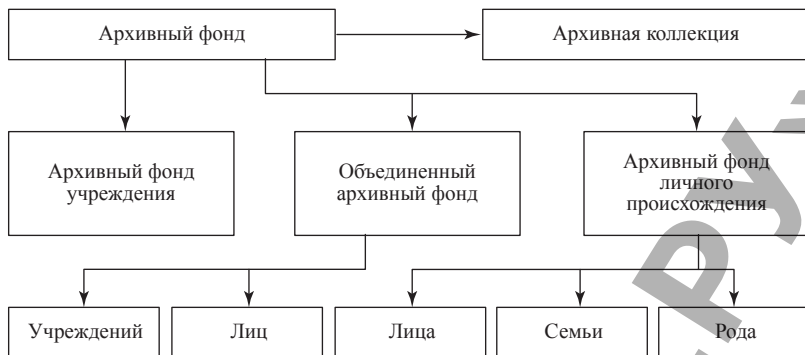 Архивный фонд
Архивная коллекция
Архивный фонд
учреждения
Объединенный
архивный фонд
Архивный фонд
личного
происхождения
Учреждений
Лиц
Лица
Семьи
Рода